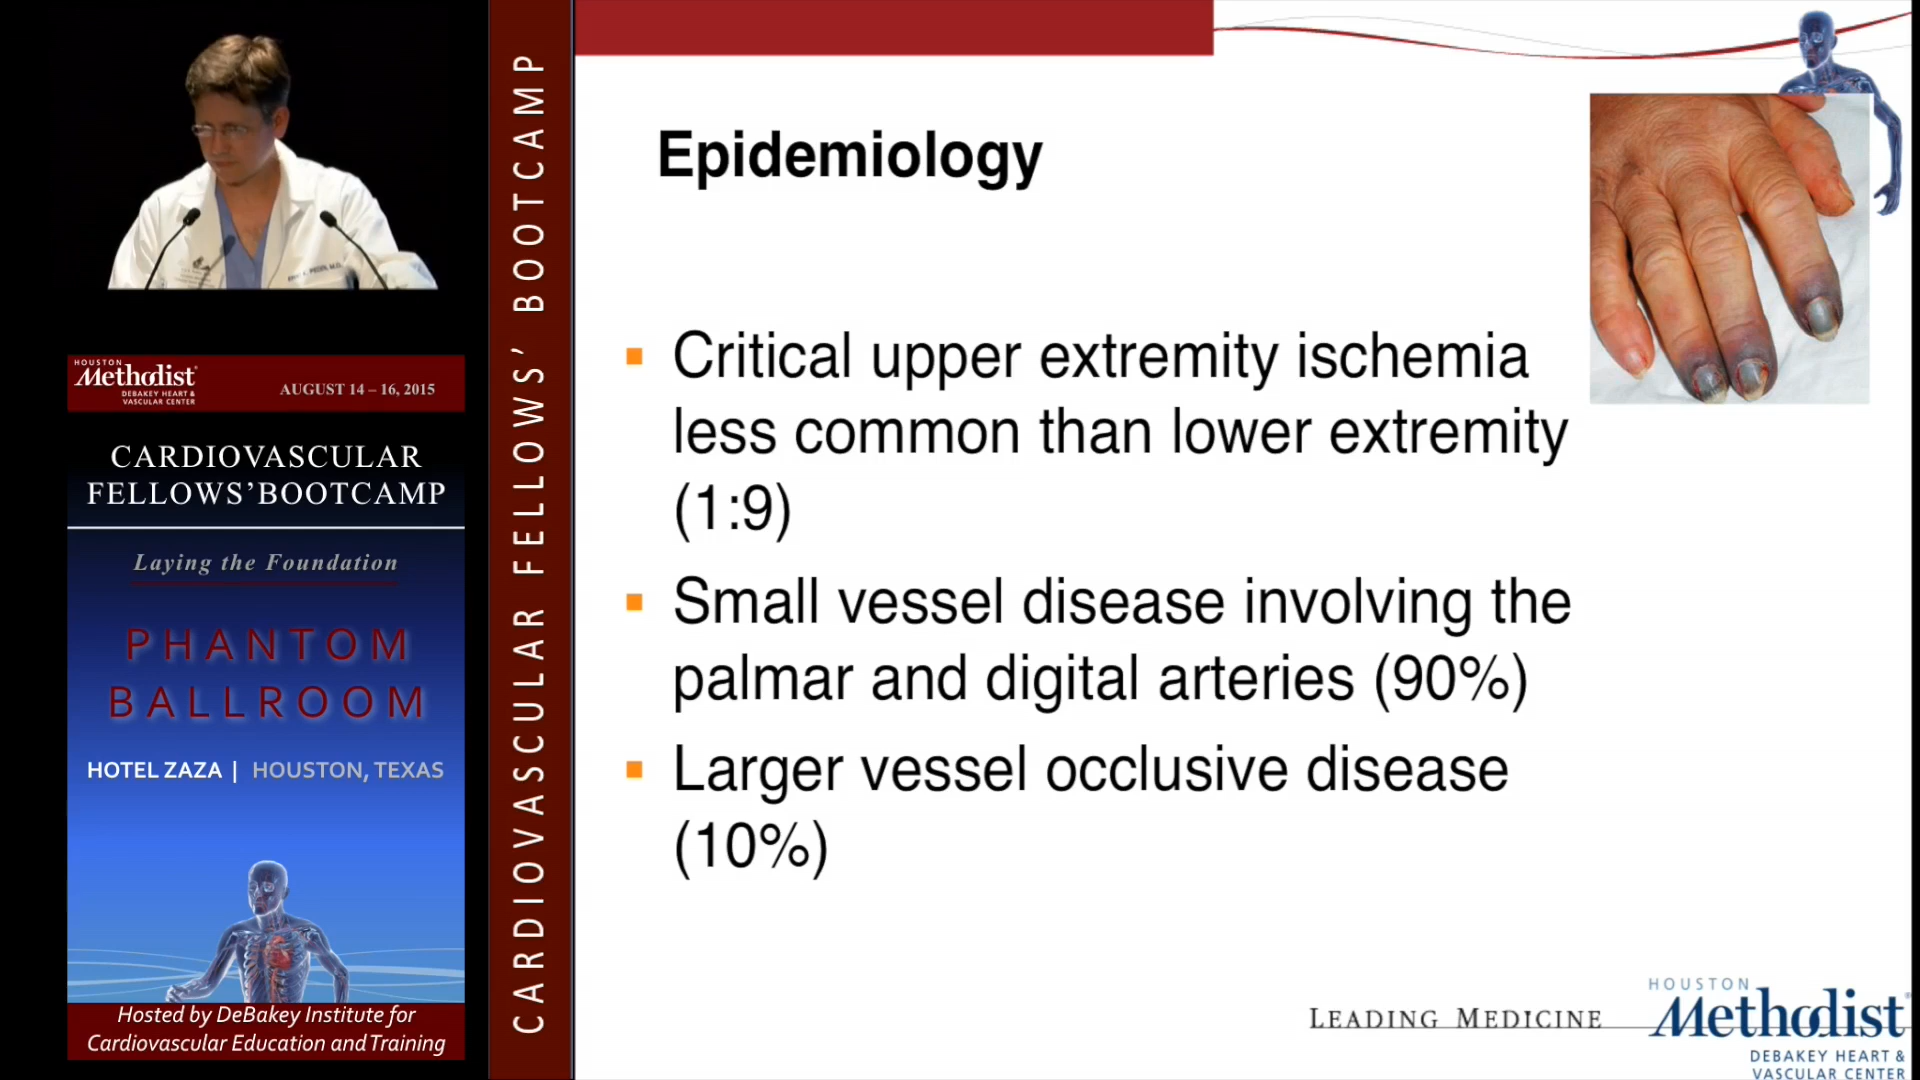 HOUSTON
Methodist
DEBAKEY HEART &
VASCULAR CENTER
AUGUST 14 – 16, 2015
CARDIOVASCULAR
FELLOWS’BOOTCAMP
Laying the Foundation
PHANTOM
BALLROOM
HOTEL ZAZA | HOUSTON, TEXAS
Hosted by DeBakey Institute for
Cardiovascular Education and Training
CARDIOVASCULAR FELLOWS’ BOOTCAMP
Epidemiology
▪ Critical upper extremity ischemia
less common than lower extremity
(1:9)
▪ Small vessel disease involving the
palmar and digital arteries (90%)
▪ Larger vessel occlusive disease
(10%)
LEADING MEDICINE
HOUSTON
Methodist
DEBAKEY HEART &
VASCULAR CENTER